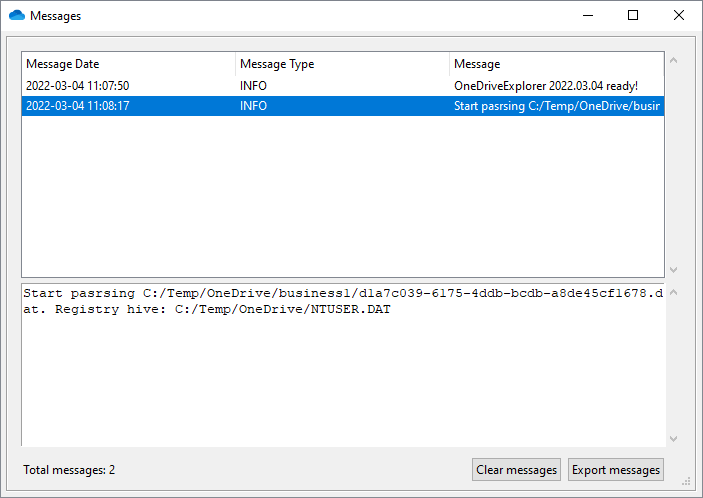 Messages
Message Date Message Type Message
2022-03-04 11:07:50 INFO OneDriveExplorer 2022.03.04 ready!
2022-03-04 11:08:17 INFO Start pasrsing C:/Temp/OneDrive/busin
Start pasrsing C:/Temp/OneDrive/business1/d1a7c039-6175-4ddb-bcdb-a8de45cf1678.d
at. Registry hive: C:/Temp/OneDrive/NTUSER.DAT
Total messages: 2 Clear messages Export messages